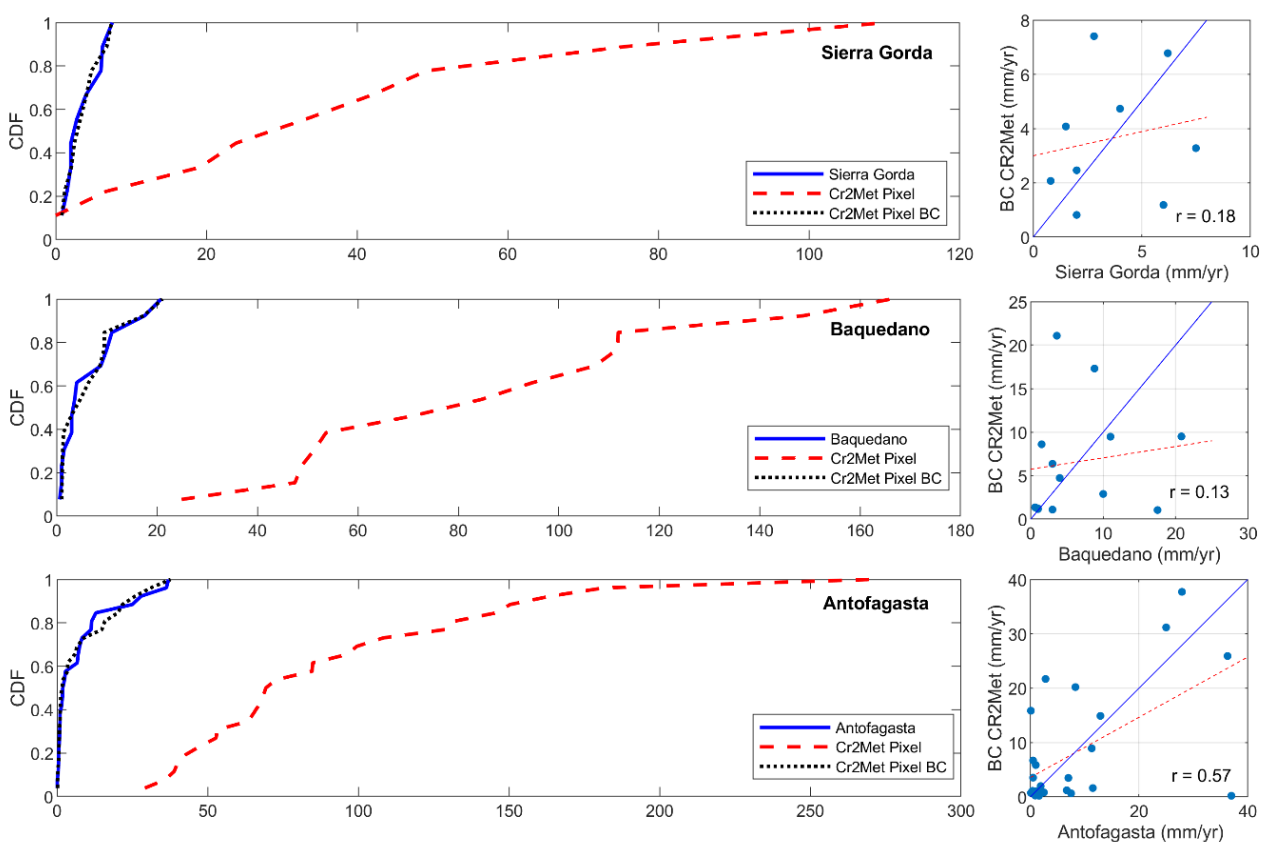 1
0.8
0.6
0.4
0.2
0
CDF
0
20
40
60
80
100
120
Sierra Gorda
Sierra Gorda
Cr2Met Pixel
Cr2Met Pixel BC
8
6
4
2
0
BC CR2Met (mm/yr)
0
5
10
r = 0.18
Sierra Gorda (mm/yr)
1
0.8
0.6
0.4
0.2
0
CDF
0
20
40
60
80
100
120
140
160
180
Baquedano
Baquedano
Cr2Met Pixel
Cr2Met Pixel BC
25
20
15
10
5
0
BC CR2Met (mm/yr)
0
10
20
30
r = 0.13
Baquedano (mm/yr)
1
0.8
0.6
0.4
0.2
0
CDF
0
50
100
150
200
250
300
Antofagasta
Antofagasta
Cr2Met Pixel
Cr2Met Pixel BC
40
30
20
10
0
BC CR2Met (mm/yr)
0
20
40
r = 0.57
Antofagasta (mm/yr)